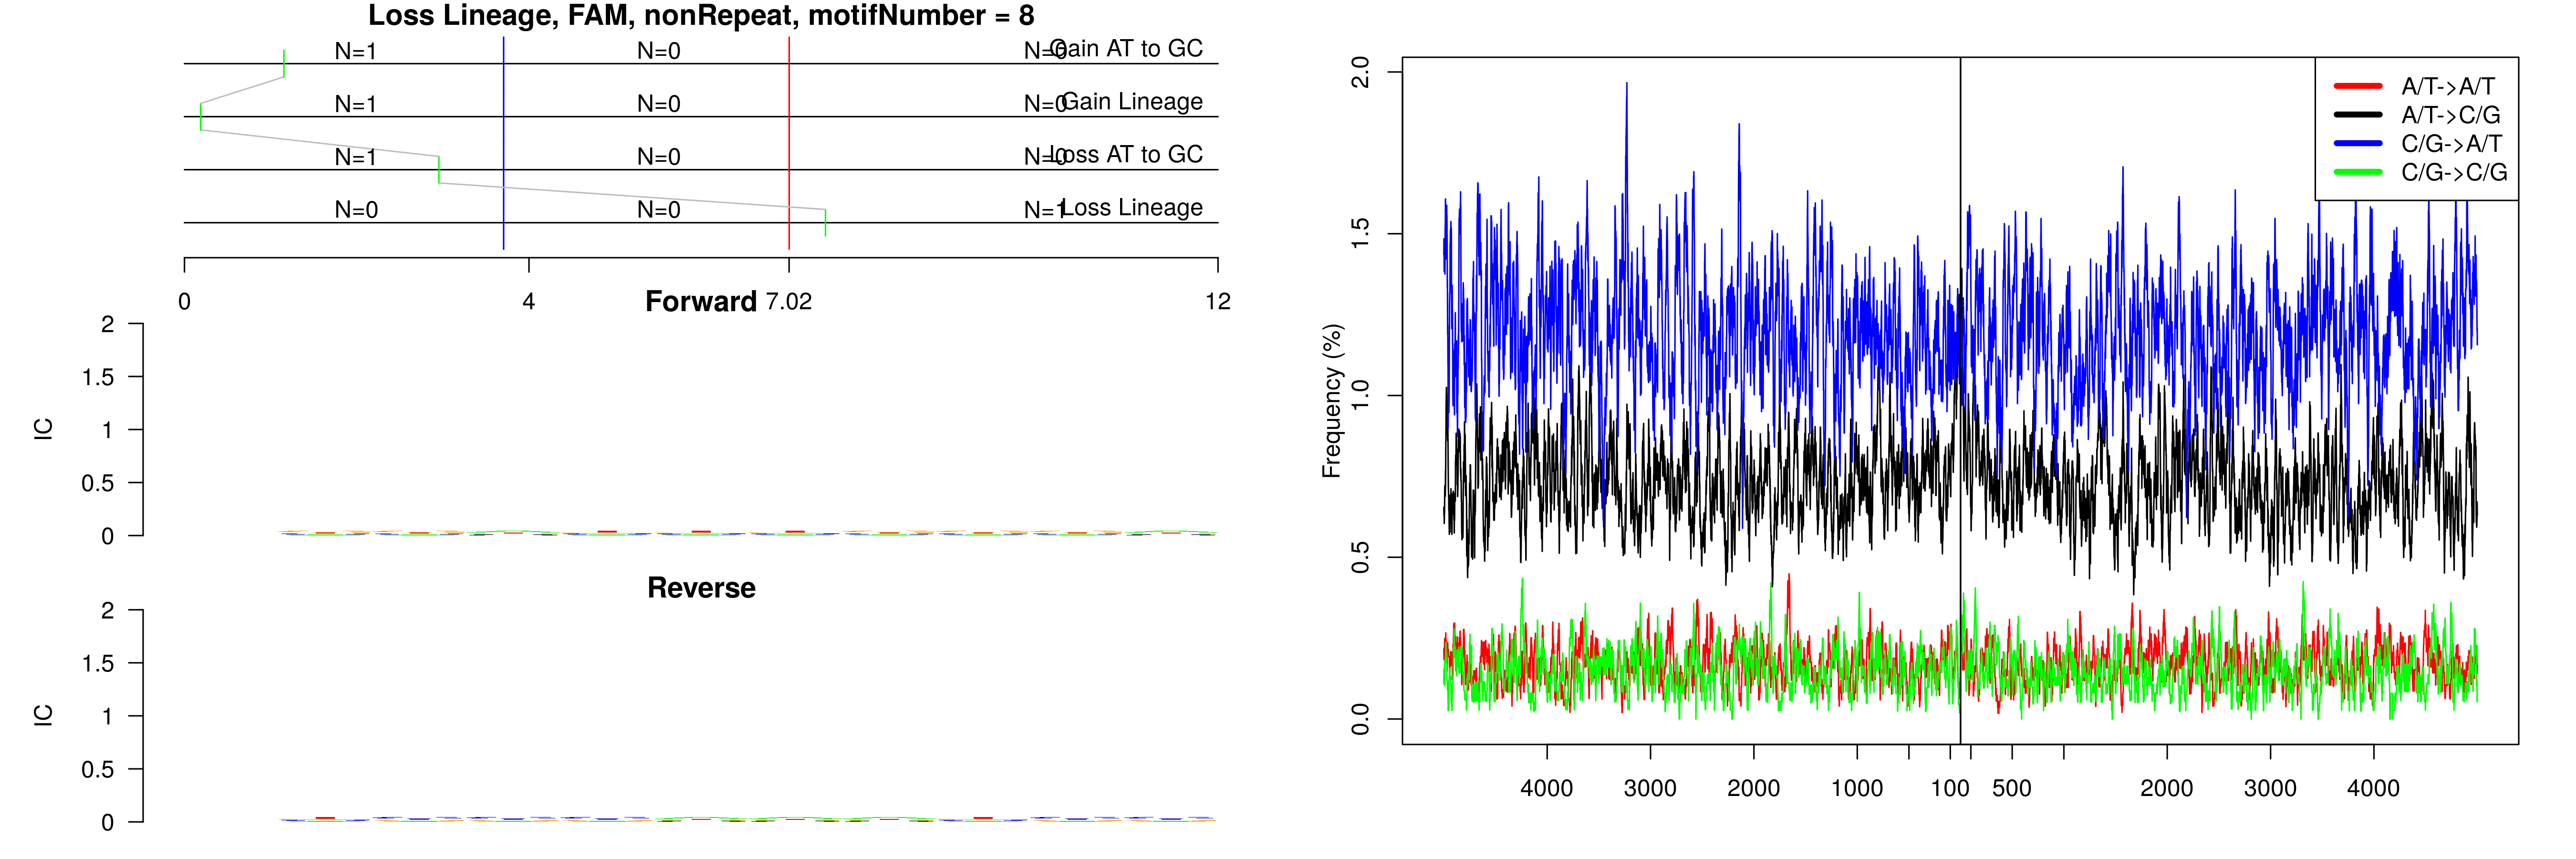 Loss Lineage, FAM, nonRepeat, motifNumber = 8
N=1 N=0 N=0 Gain AT to GC
N=1 N=0 N=0 Gain Lineage
N=1 N=0 N=0 Loss AT to GC
N=0 N=0 N=1 Loss Lineage
0 4 7.02 12
Forward
2
1.5
1
0.5
0
IC
Reverse
2
1.5
1
0.5
0
IC
2.0
1.5
1.0
0.5
0.0
Frequency (%)
A/T->A/T
A/T->C/G
C/G->A/T
C/G->C/G
4000 3000 2000 1000 100 500 2000 3000 4000